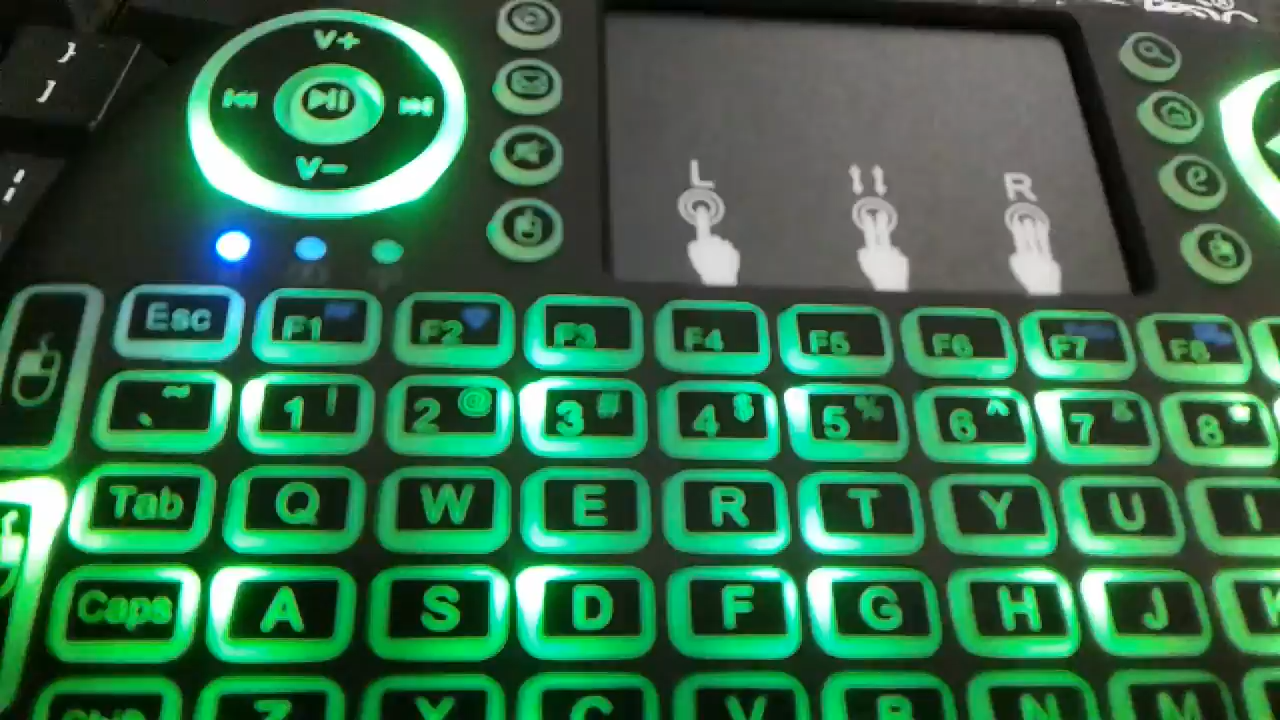 V+
V−
L R
Esc F1 F2 F3 F4 F5 F6 F7 F8
` ~ 1 ! 2 @ 3 # 4 $ 5 % 6 ^ 7 & 8 *
Tab Q W E R T Y U I
Caps A S D F G H J K
Shift Z X C V B N M